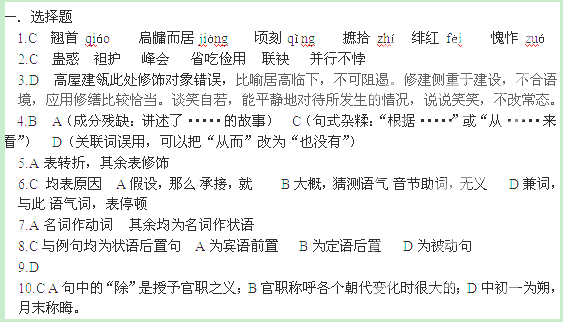 一．选择题
1.C 翘首 qiáo 扃牖而居 jiōng 顷刻 qǐng 摭拾 zhí 绯红 fēi 愧怍 zuó
2.C 蛊惑 袒护 峰会 省吃俭用 联袂 并行不悖
3.D 高屋建瓴此处修饰对象错误，比喻居高临下，不可阻遏。修建侧重于建设，不合语
境，应用修缮比较恰当。谈笑自若，能平静地对待所发生的情况，说说笑笑，不改常态。
4.B A（成分残缺：讲述了·····的故事） C（句式杂糅：“根据·····”或“从·····来
看”） D（关联词误用，可以把“从而”改为“也没有”）
5.A 表转折，其余表修饰
6.C 均表原因 A 假设，那么 承接，就 B 大概，猜测语气 音节助词，无义 D 兼词，
与此 语气词，表停顿
7.A 名词作动词 其余均为名词作状语
8.C 与例句均为状语后置句 A 为宾语前置 B 为定语后置 D 为被动句
9.D
10.C A 句中的“除”是授予官职之义；B 官职称呼各个朝代变化时很大的；D 中初一为朔，
月末称晦。